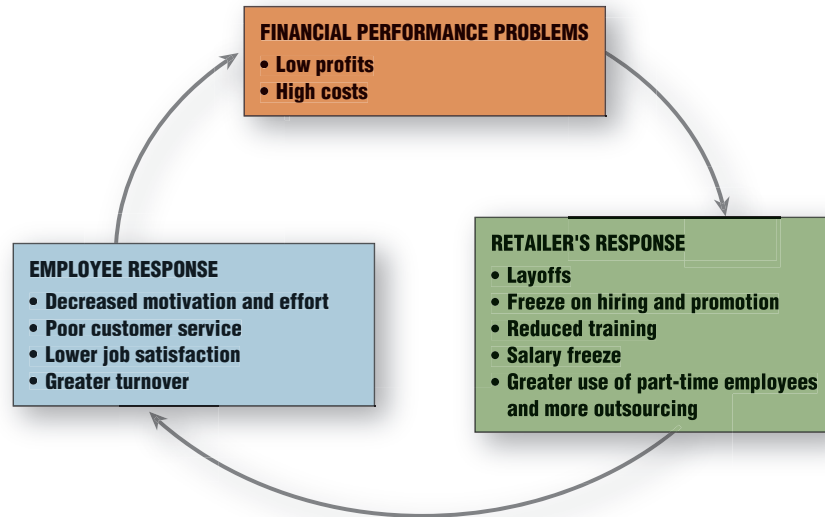 FINANCIAL PERFORMANCE PROBLEMS
• Low profits
• High costs
RETAILER'S RESPONSE
• Layoffs
• Freeze on hiring and promotion
• Reduced training
• Salary freeze
• Greater use of part-time employees
and more outsourcing
EMPLOYEE RESPONSE
• Decreased motivation and effort
• Poor customer service
• Lower job satisfaction
• Greater turnover